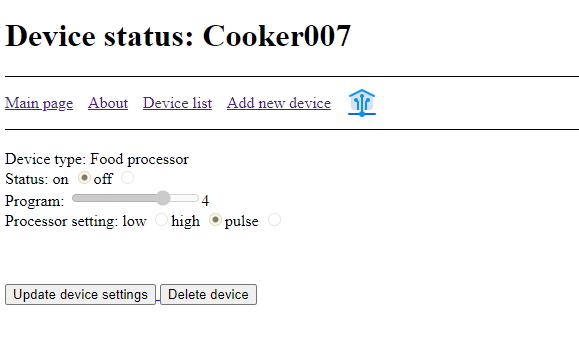 Device status: Cooker007
Main page About Device list Add new device
Device type: Food processor
Status: on off
Program: 4
Processor setting: low high pulse
Update device settings Delete device